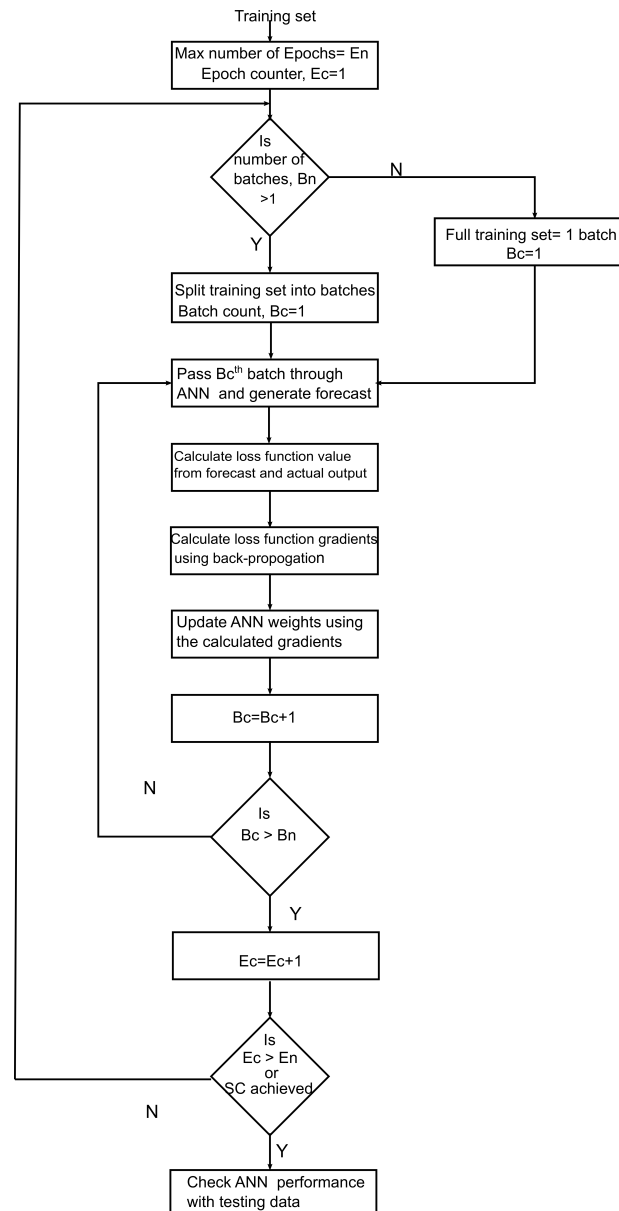 Training set
Max number of Epochs= En
Epoch counter, Ec=1
Is
number of
batches, Bn
>1
N
Y
Full training set= 1 batch
Bc=1
Split training set into batches
Batch count, Bc=1
Pass Bcᵗʰ batch through
ANN and generate forecast
Calculate loss function value
from forecast and actual output
Calculate loss function gradients
using back-propogation
Update ANN weights using
the calculated gradients
Bc=Bc+1
N
Is
Bc > Bn
Y
Ec=Ec+1
Is
Ec > En
or
SC achieved
N
Y
Check ANN performance
with testing data